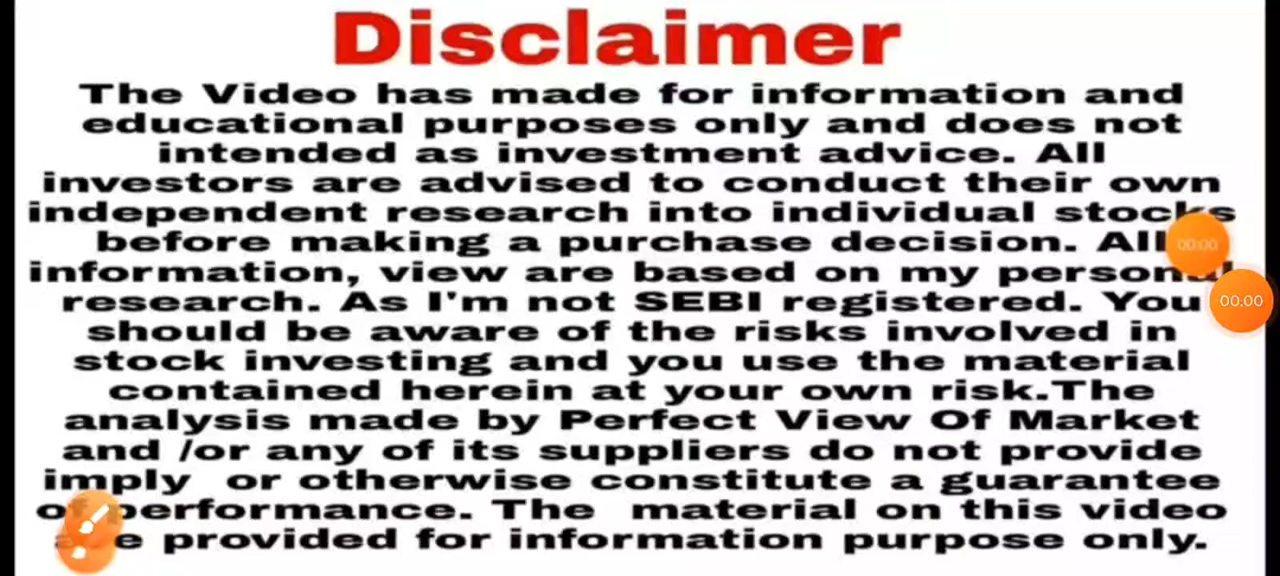 Disclaimer
The Video has made for information and
educational purposes only and does not
intended as investment advice. All
investors are advised to conduct their own
independent research into individual stocks
before making a purchase decision. All
00:00
information, view are based on my personal
research. As I'm not SEBI registered. You
00:00
should be aware of the risks involved in
stock investing and you use the material
contained herein at your own risk.The
analysis made by Perfect View Of Market
and /or any of its suppliers do not provide
imply or otherwise constitute a guarantee
of performance. The material on this video
provided for information purpose only.